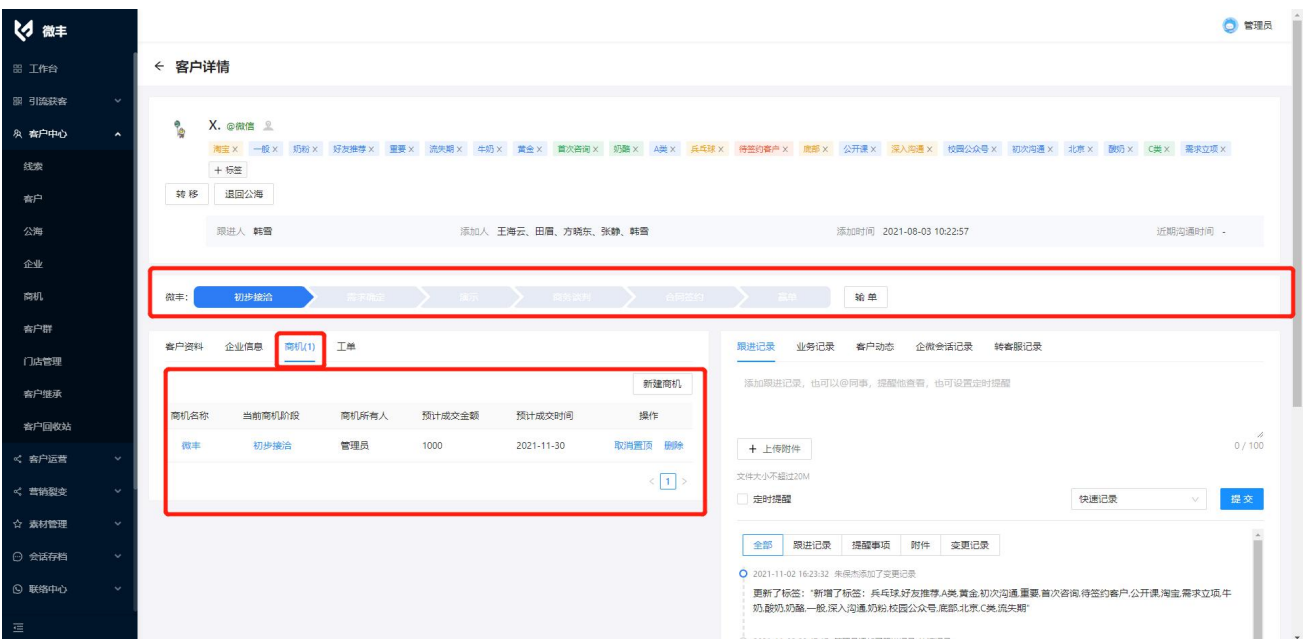 微丰
管理员
工作台
← 客户详情
引流获客
客户中心
X. @微信
淘宝 × 一般 × 奶粉 × 好友推荐 × 重要 × 流失期 × 牛奶 × 黄金 × 首次咨询 × 奶酪 × A类 × 乒乓球 × 待签约客户 × 底部 × 公开课 × 深入沟通 × 校园公众号 × 初次沟通 × 北京 × 酸奶 × C类 × 需求立项 ×
+ 标签
线索
客户
转 移 退回公海
公海
跟进人 韩雪 添加人 王海云、田眉、方晓东、张静、韩雪 添加时间 2021-08-03 10:22:57 近期沟通时间 -
企业
商机
微丰: 初步接洽 需求确定 演示 商务谈判 合同签约 赢单 输 单
客户群
门店管理
客户继承
客户回收站
客户运营
营销裂变
素材管理
会话存档
联络中心
客户资料 企业信息 商机(1) 工单
新建商机
商机名称 当前商机阶段 商机所有人 预计成交金额 预计成交时间 操作
微丰 初步接洽 管理员 1000 2021-11-30 取消置顶 删除
< 1 >
跟进记录 业务记录 客户动态 企微会话记录 转客服记录
添加跟进记录，也可以@同事，提醒他查看，也可设置定时提醒
+ 上传附件
0 / 100
文件大小不超过20M
定时提醒 快速记录 提 交
全部 跟进记录 提醒事项 附件 变更记录
2021-11-02 16:23:32 朱保杰添加了变更记录
更新了标签："新增了标签：乒乓球,好友推荐,A类,黄金,初次沟通,重要,首次咨询,待签约客户,公开课,淘宝,需求立项,牛
奶,酸奶,奶酪,一般,深入沟通,奶粉,校园公众号,底部,北京,C类,流失期"